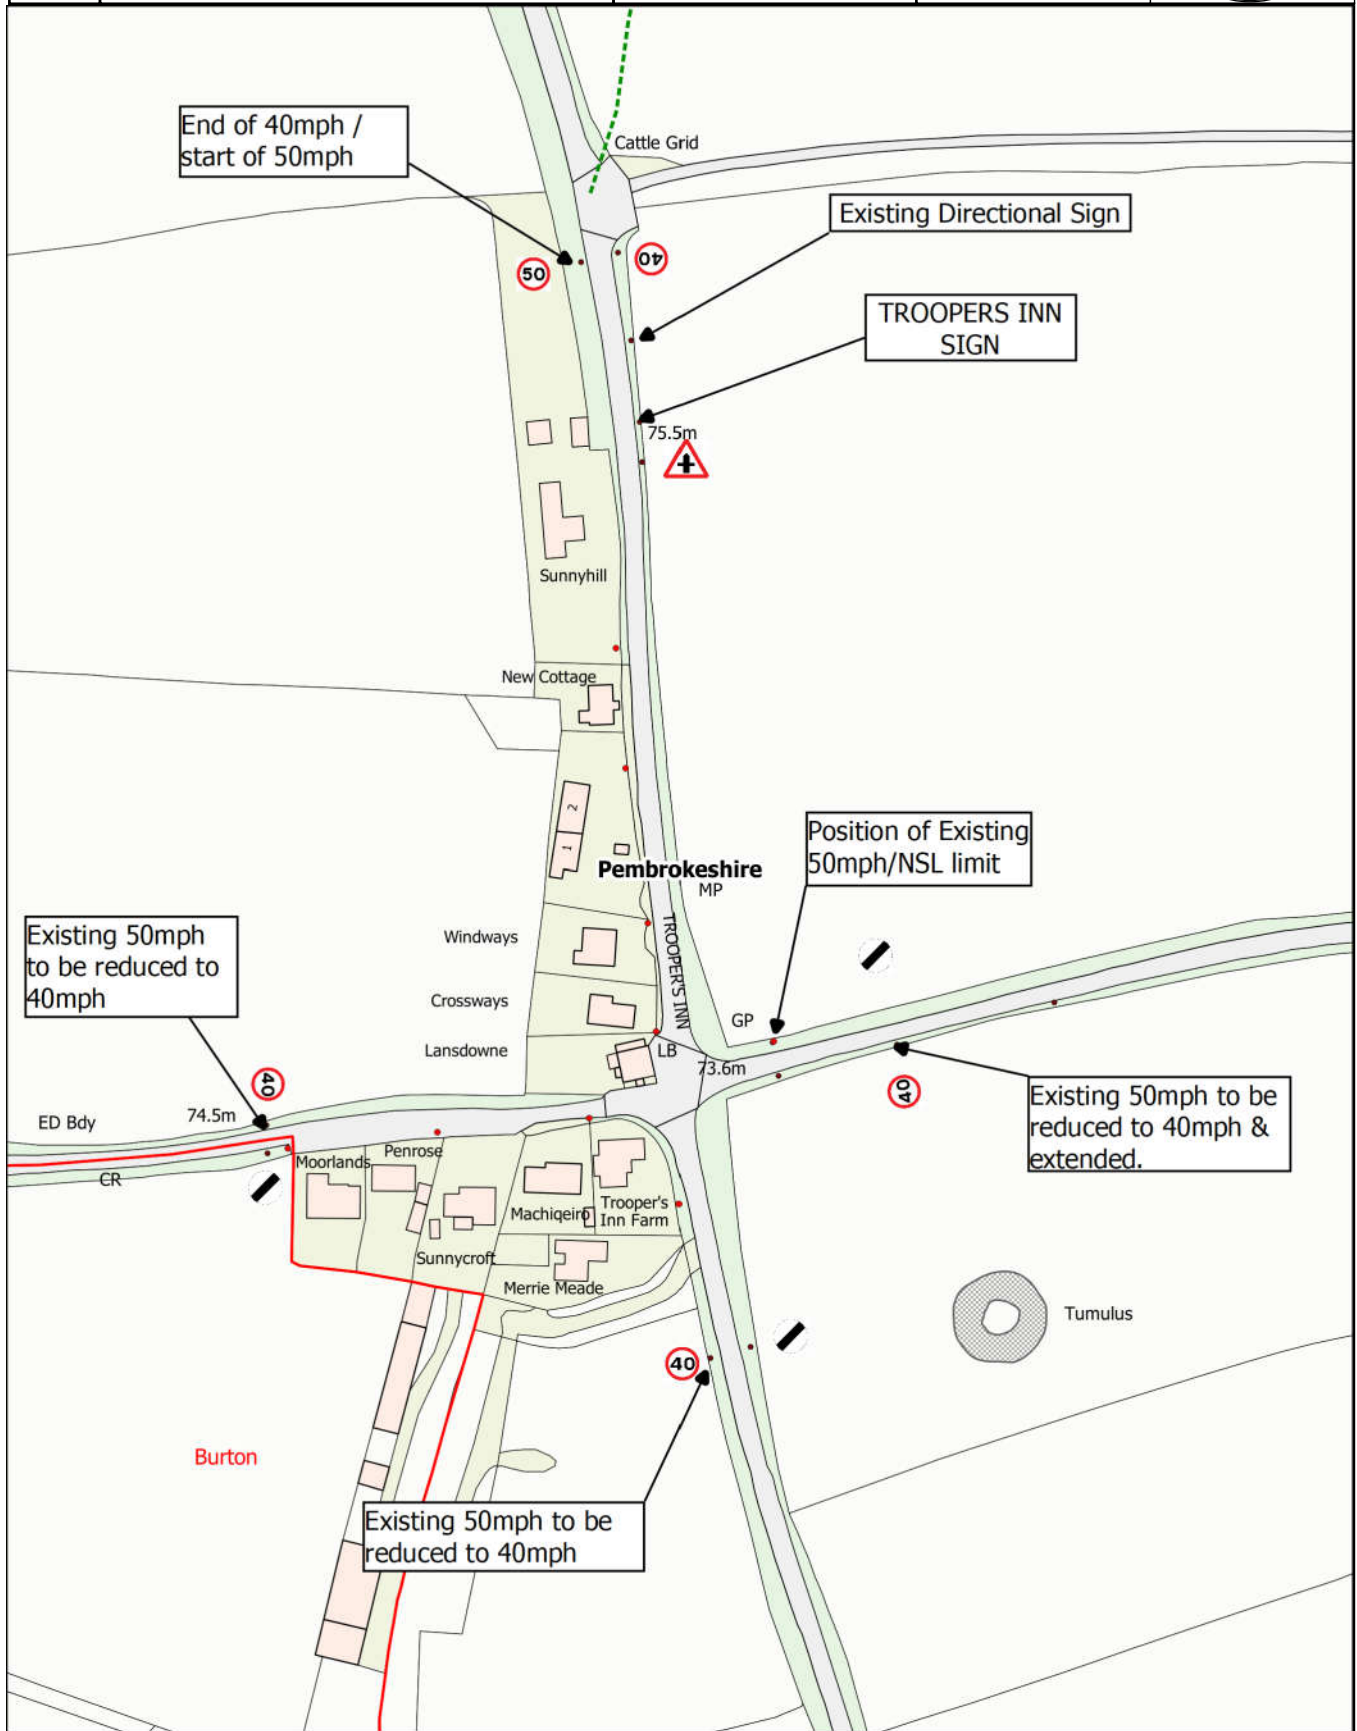 End of 40mph /
start of 50mph
Cattle Grid
Existing Directional Sign
50
40
TROOPERS INN
SIGN
75.5m
Sunnyhill
New Cottage
2
1
Pembrokeshire
MP
Position of Existing
50mph/NSL limit
Existing 50mph
to be reduced to
40mph
Windways
TROOPER'S INN
Crossways
GP
Lansdowne
LB
73.6m
40
40
ED Bdy
74.5m
Existing 50mph to be
reduced to 40mph &
extended.
CR
Moorlands
Penrose
Machiqeiro
Trooper's
Inn Farm
Sunnycroft
Merrie Meade
Tumulus
40
Burton
Existing 50mph to be
reduced to 40mph